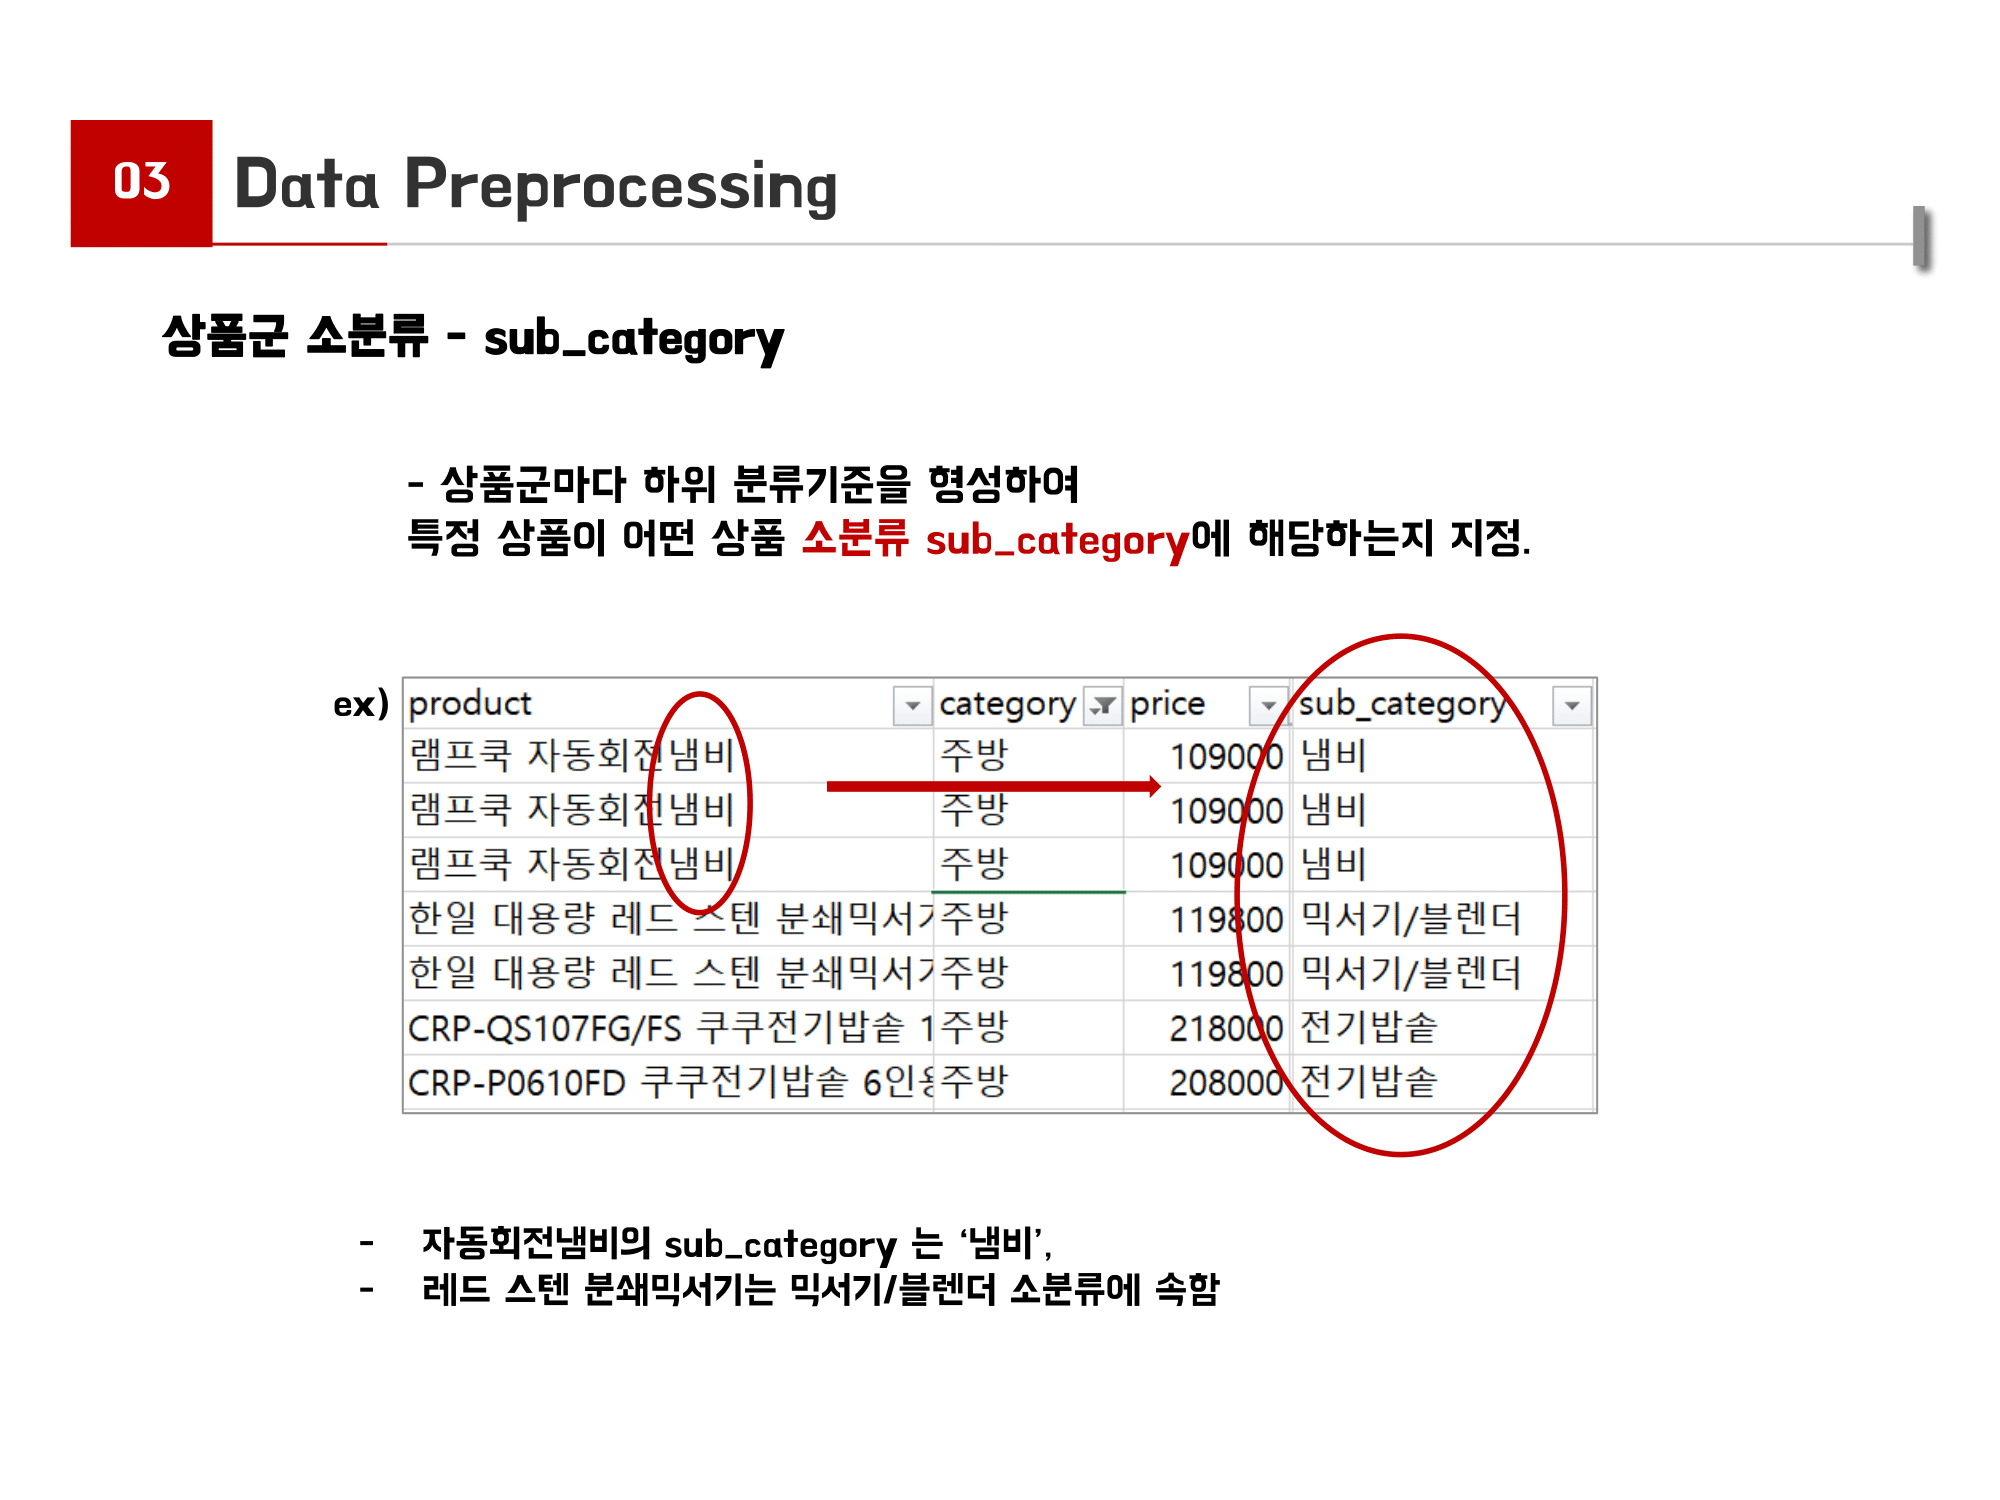 03
Data Preprocessing
상품군 소분류 - sub_category
- 상품군마다 하위 분류기준을 형성하여
특정 상품이 어떤 상품 소분류 sub_category에 해당하는지 지정.
ex)
product category price sub_category
램프쿡 자동회전냄비 주방 109000 냄비
램프쿡 자동회전냄비 주방 109000 냄비
램프쿡 자동회전냄비 주방 109000 냄비
한일 대용량 레드 스텐 분쇄믹서기 주방 119800 믹서기/블렌더
한일 대용량 레드 스텐 분쇄믹서기 주방 119800 믹서기/블렌더
CRP-QS107FG/FS 쿠쿠전기밥솥 1 주방 218000 전기밥솥
CRP-P0610FD 쿠쿠전기밥솥 6인용 주방 208000 전기밥솥
- 자동회전냄비의 sub_category 는 ‘냄비’,
- 레드 스텐 분쇄믹서기는 믹서기/블렌더 소분류에 속함